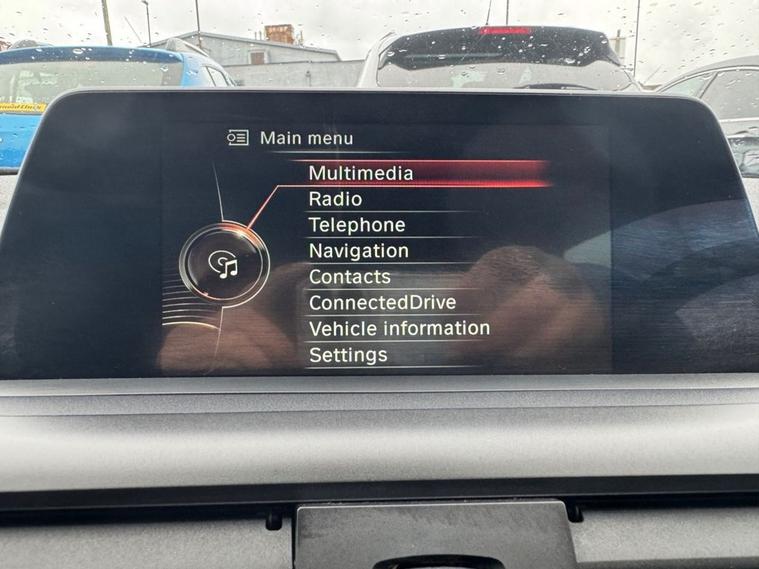 Main menu
Multimedia
Radio
Telephone
Navigation
Contacts
ConnectedDrive
Vehicle information
Settings